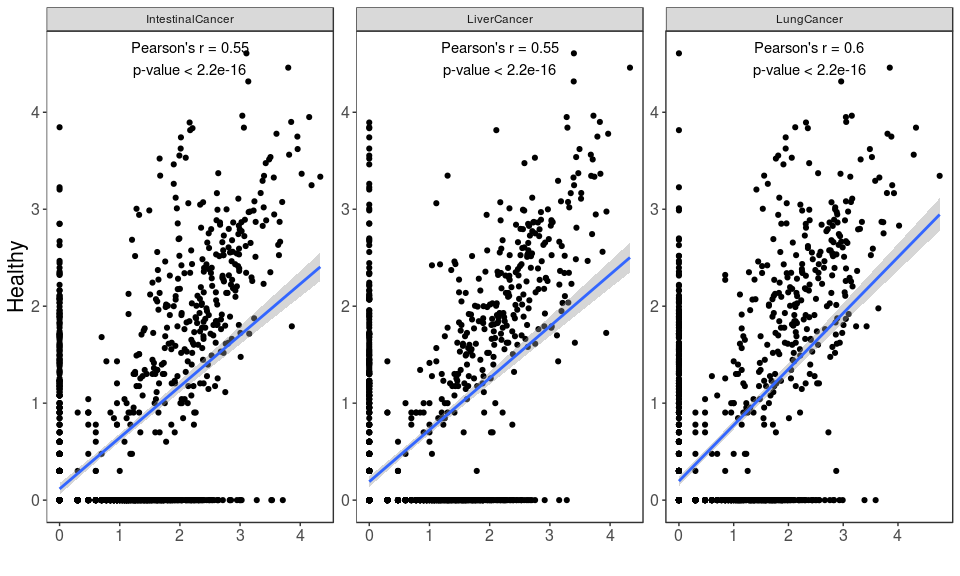 IntestinalCancer
LiverCancer
LungCancer
Pearson's r = 0.55
p-value < 2.2e-16
Pearson's r = 0.55
p-value < 2.2e-16
Pearson's r = 0.6
p-value < 2.2e-16
Healthy
4
3
2
1
0
4
3
2
1
0
4
3
2
1
0
0 1 2 3 4
0 1 2 3 4
0 1 2 3 4